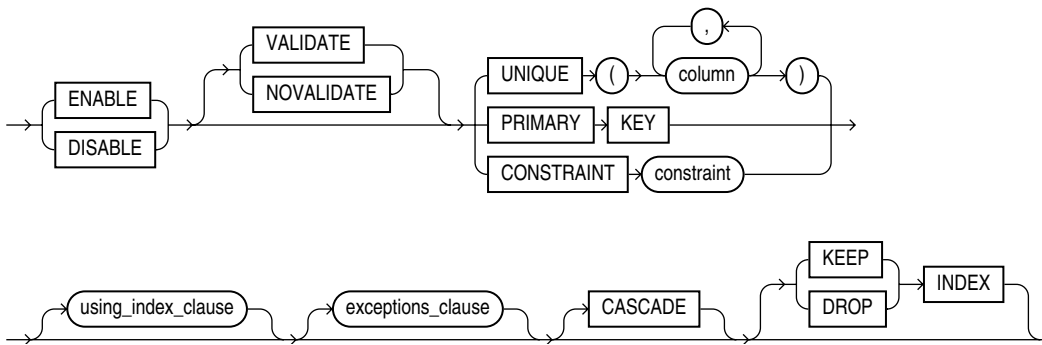 ,
VALIDATE
UNIQUE ( column )
ENABLE NOVALIDATE
PRIMARY KEY
DISABLE
CONSTRAINT constraint
KEEP
using_index_clause exceptions_clause CASCADE INDEX
DROP